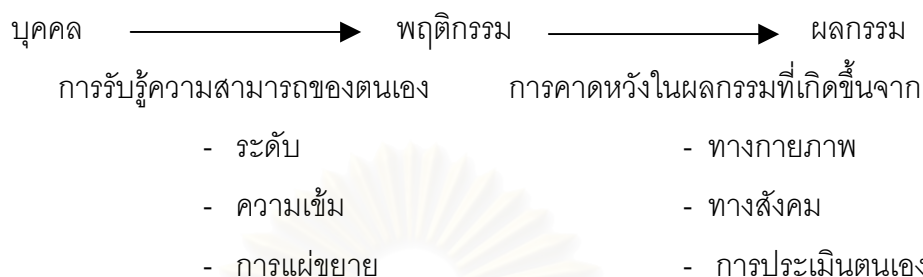 บุคคล พฤติกรรม ผลกรรม
การรับรู้ความสามารถของตนเอง การคาดหวังในผลกรรมที่เกิดขึ้นจาก
- ระดับ - ทางกายภาพ
- ความเข้ม - ทางสังคม
- การแผ่ขยาย - การประเมินตนเอง